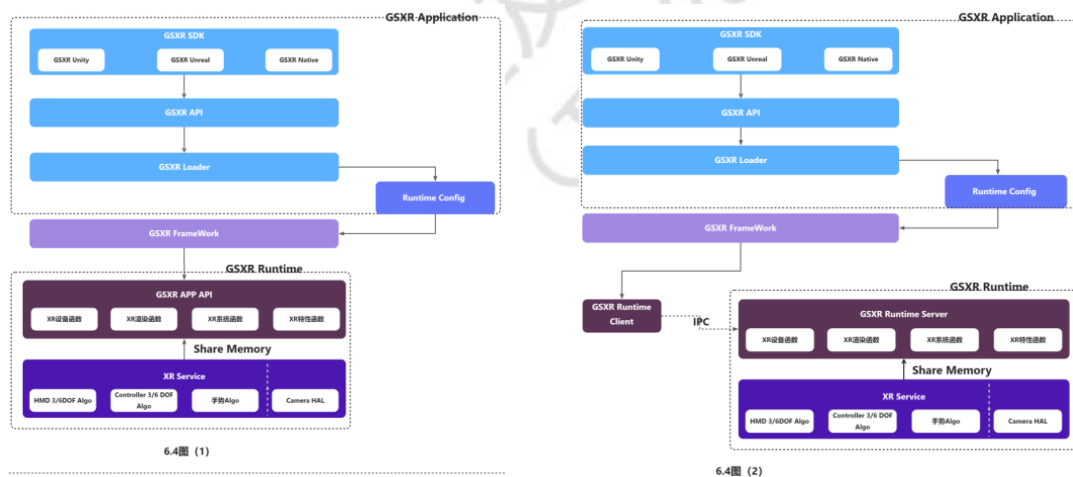 GSXR Application
GSXR SDK
GSXR Unity
GSXR Unreal
GSXR Native
GSXR API
GSXR Loader
Runtime Config
GSXR FrameWork
GSXR Runtime
GSXR APP API
XR设备函数
XR渲染函数
XR系统函数
XR特性函数
Share Memory
XR Service
HMD 3/6DOF Algo
Controller 3/6 DOF
Algo
手势Algo
Camera HAL
6.4图（1）
GSXR Application
GSXR SDK
GSXR Unity
GSXR Unreal
GSXR Native
GSXR API
GSXR Loader
Runtime Config
GSXR FrameWork
GSXR Runtime
Client
IPC
GSXR Runtime
GSXR Runtime Server
XR设备函数
XR渲染函数
XR系统函数
XR特性函数
Share Memory
XR Service
HMD 3/6DOF Algo
Controller 3/6 DOF
Algo
手势Algo
Camera HAL
6.4图（2）